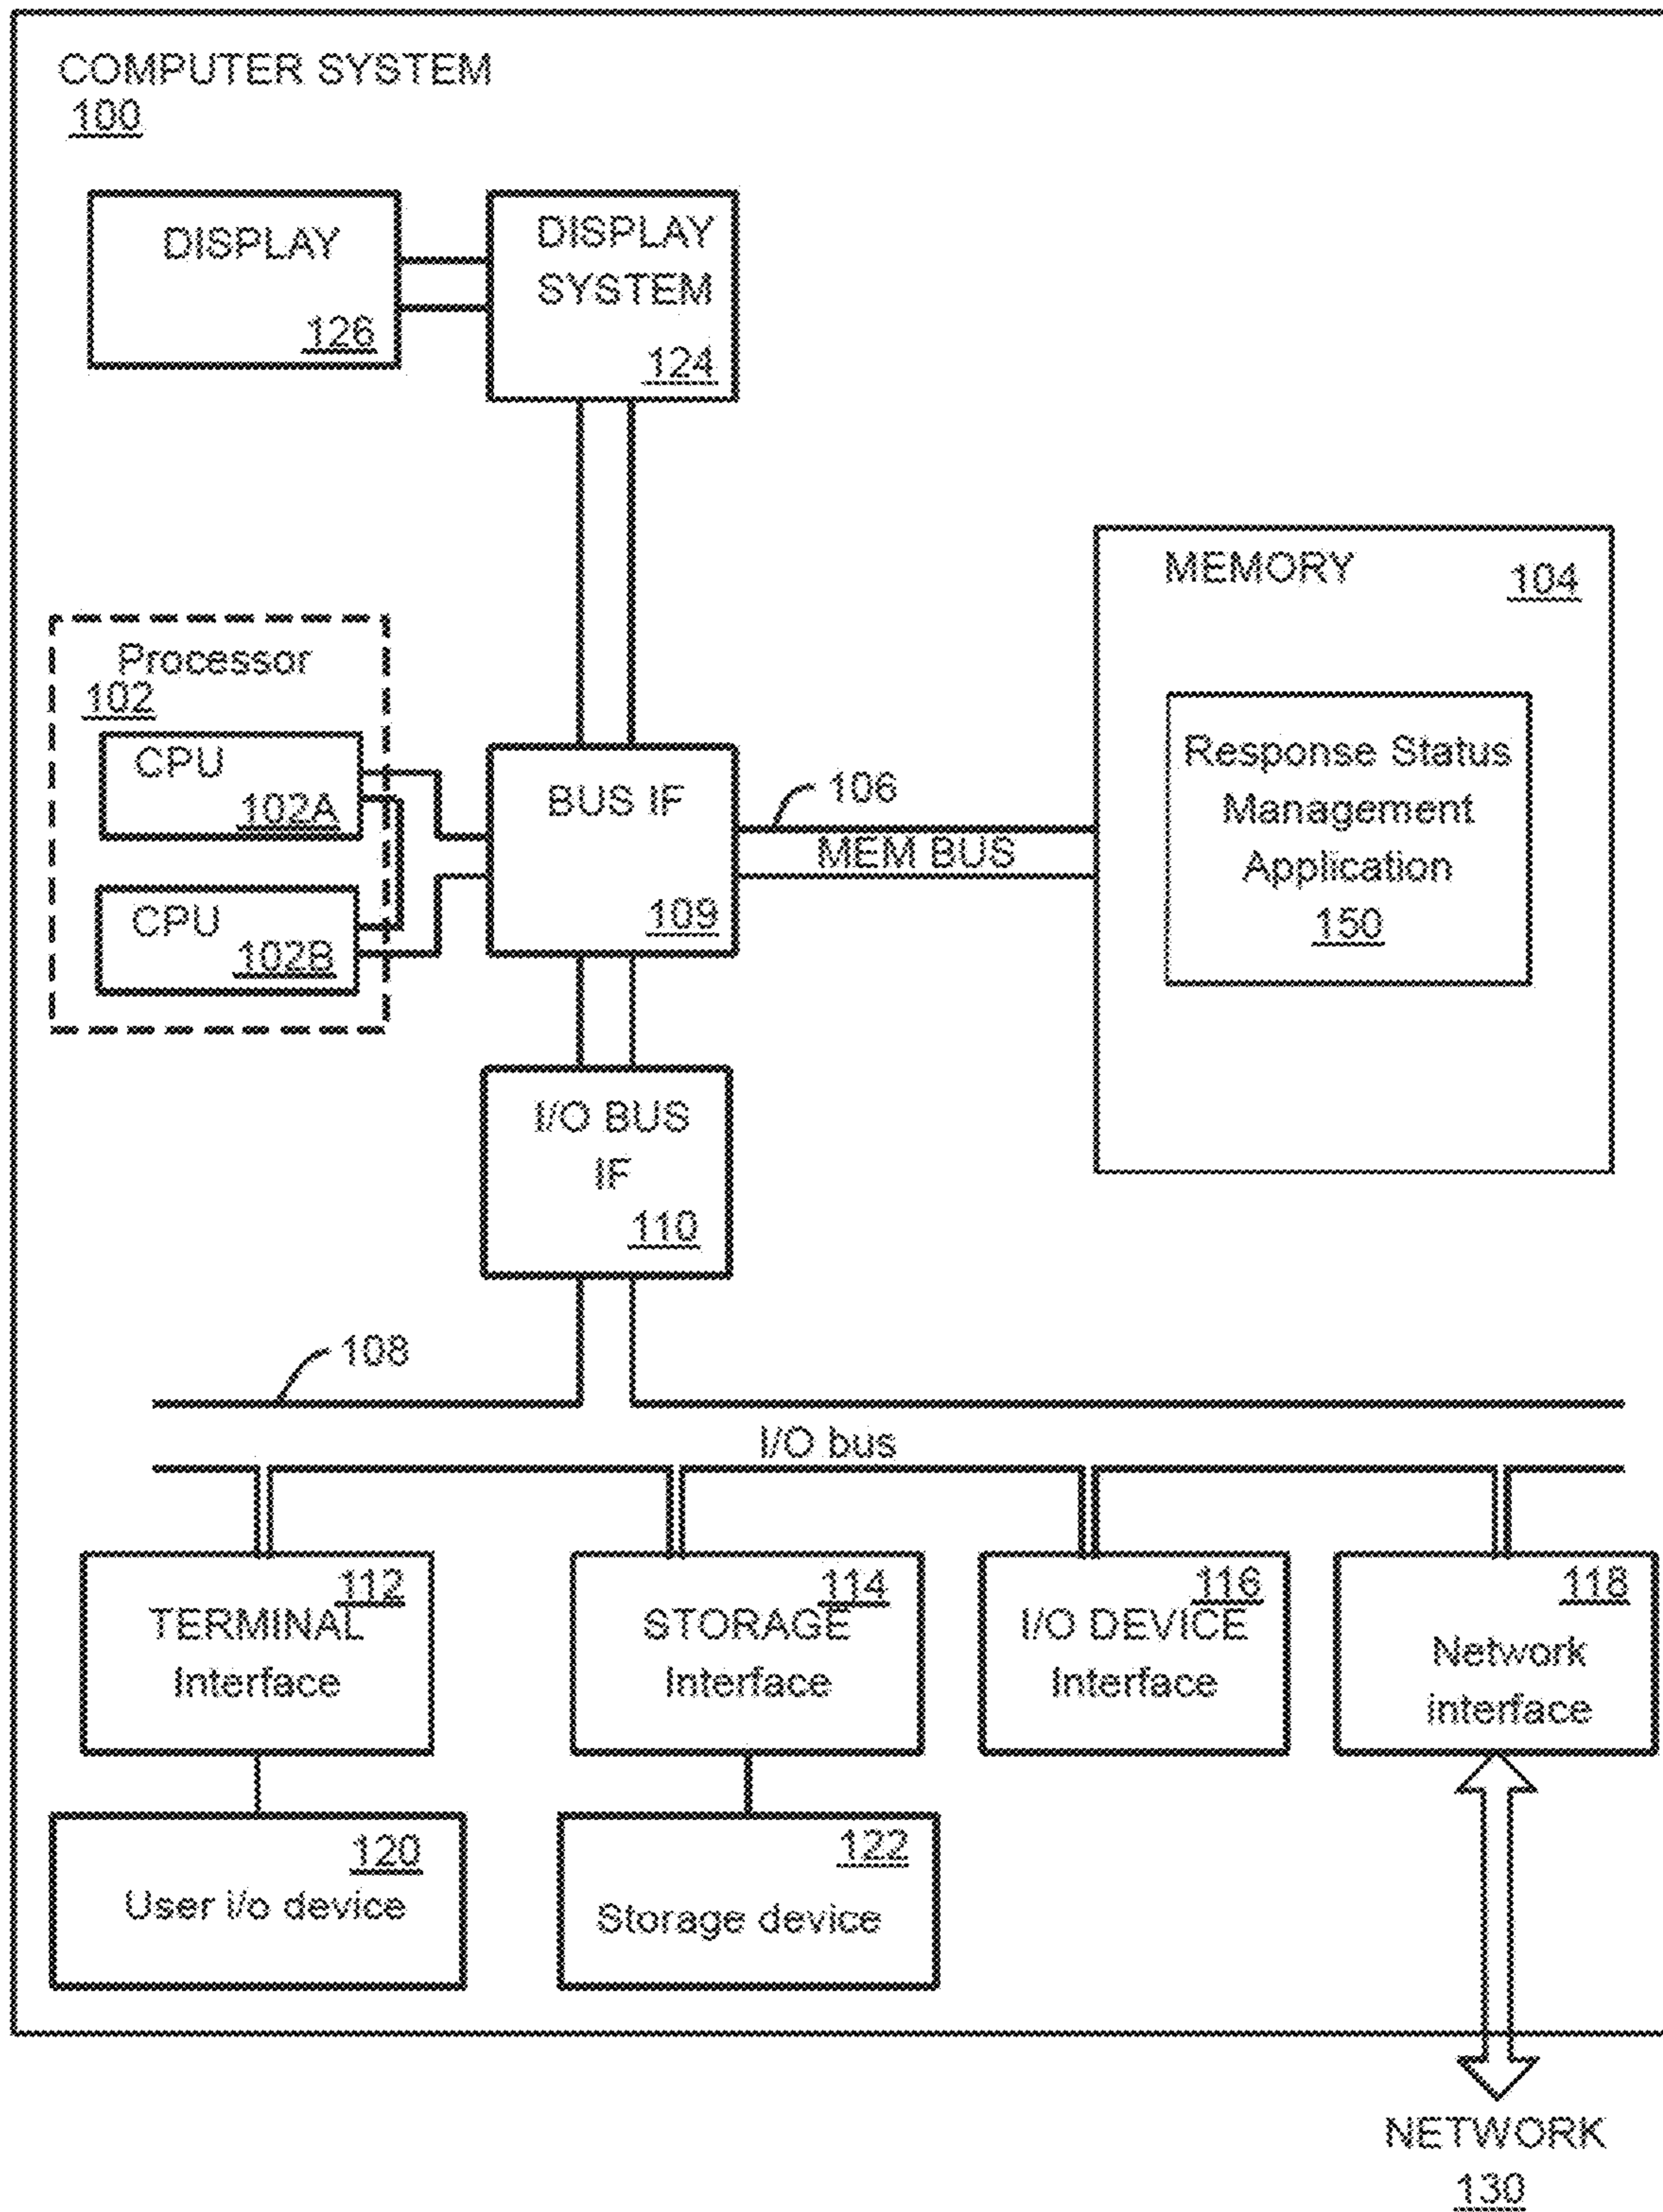 COMPUTER SYSTEM
100
DISPLAY
126
DISPLAY
SYSTEM
124
MEMORY
104
Processor
102
CPU
102A
CPU
102B
BUS IF
109
106
MEM BUS
Response Status
Management
Application
150
I/O BUS
IF
110
108
I/O bus
112
TERMINAL
Interface
114
STORAGE
Interface
116
I/O DEVICE
Interface
118
Network
interface
120
User i/o device
122
Storage device
NETWORK
130